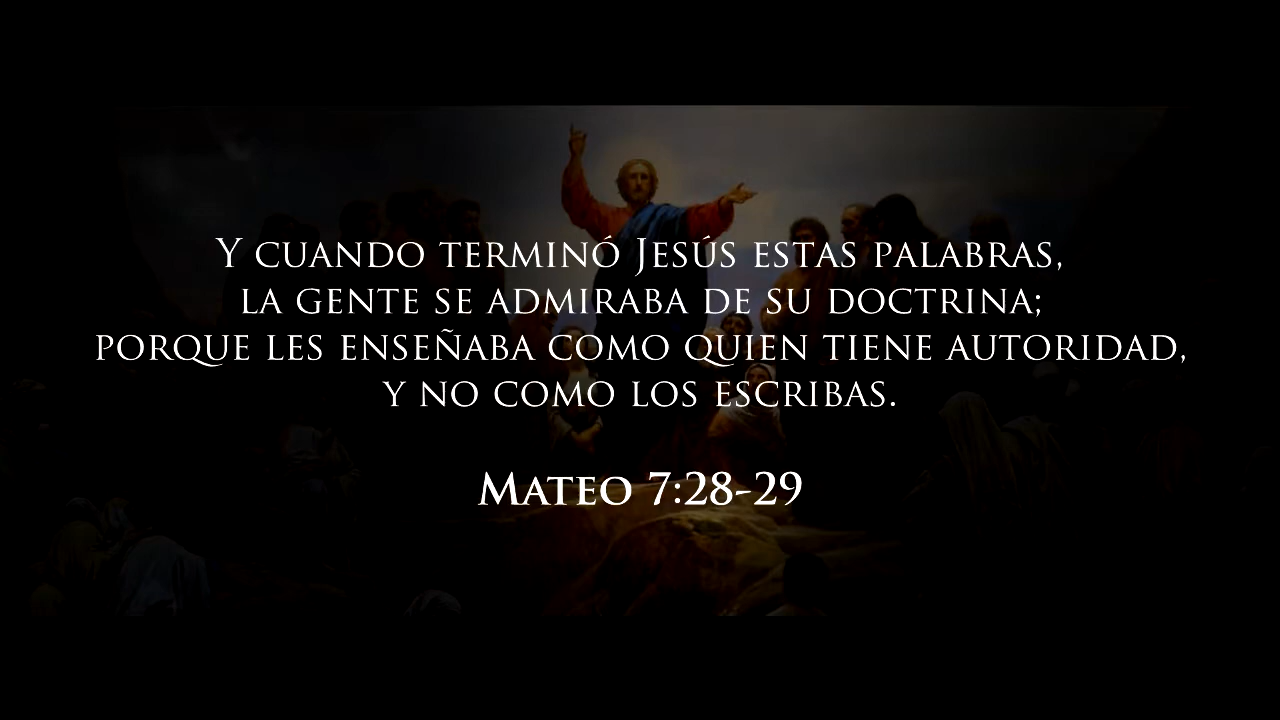 Y cuando terminó Jesús estas palabras,
la gente se admiraba de su doctrina;
porque les enseñaba como quien tiene autoridad,
y no como los escribas.
Mateo 7:28-29